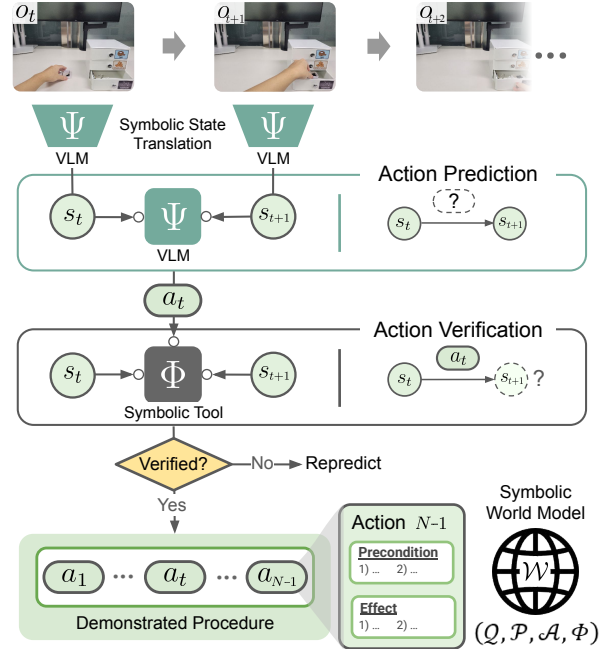 o_t
o_{t+1}
o_{t+2}
Ψ
Symbolic State
Translation
Ψ
VLM
VLM
Action Prediction
s_t
Ψ
s_{t+1}
VLM
?
s_t
s_{t+1}
a_t
Action Verification
s_t
Φ
s_{t+1}
Symbolic Tool
a_t
s_t
s_{t+1}
?
Verified?
No
Repredict
Yes
a_1
...
a_t
...
a_{N-1}
Demonstrated Procedure
Action N-1
Precondition
1) ... 2) ...
Effect
1) ... 2) ...
Symbolic
World Model
𝒲
(𝒬, 𝒫, 𝒜, Φ)